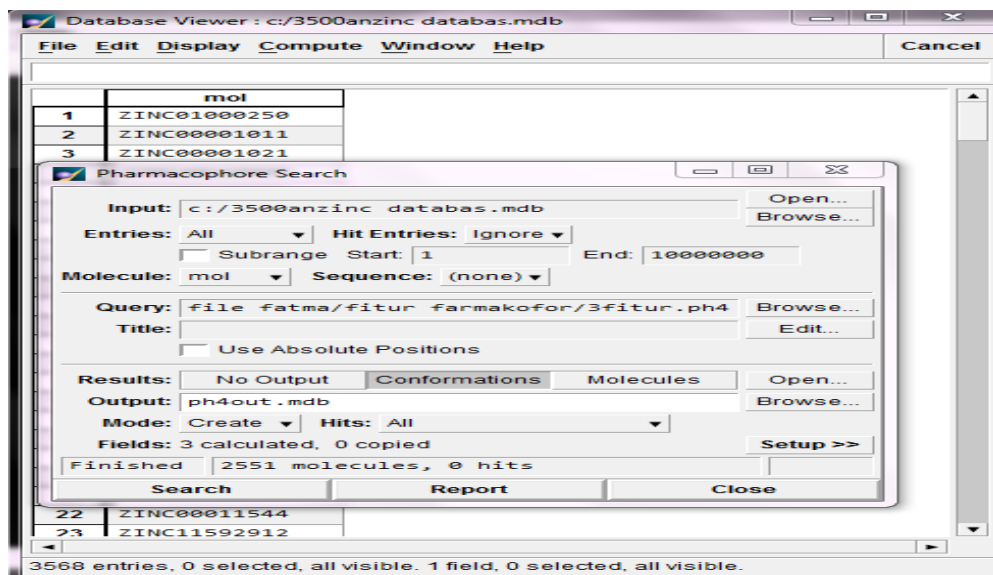 Database Viewer : c:/3500anzinc databas.mdb
File Edit Display Compute Window Help Cancel
mol
1 ZINC01000250
2 ZINC00001011
3 ZINC00001021
Pharmacophore Search
Input: c:/3500anzinc databas.mdb Open...
Browse...
Entries: All Hit Entries: Ignore
Subrange Start: 1 End: 10000000
Molecule: mol Sequence: (none)
Query: file fatma/fitur farmakofor/3fitur.ph4 Browse...
Title: Edit...
Use Absolute Positions
Results: No Output Conformations Molecules Open...
Output: ph4out.mdb Browse...
Mode: Create Hits: All
Fields: 3 calculated, 0 copied Setup >>
Finished 2551 molecules, 0 hits
Search Report Close
22 ZINC00011544
23 ZINC11592912
3568 entries, 0 selected, all visible. 1 field, 0 selected, all visible.